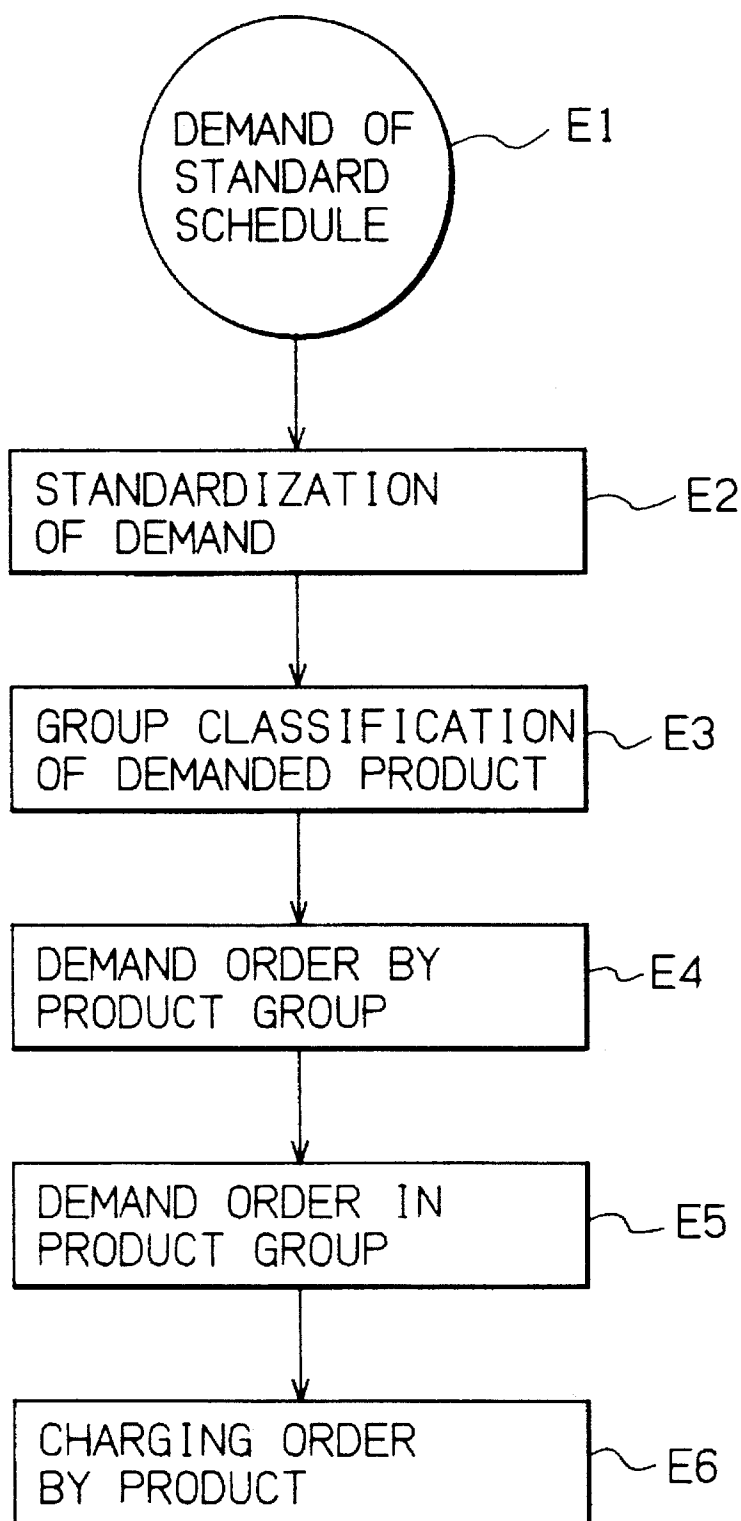 DEMAND OF
STANDARD
SCHEDULE
E1
STANDARDIZATION
OF DEMAND
E2
GROUP CLASSIFICATION
OF DEMANDED PRODUCT
E3
DEMAND ORDER BY
PRODUCT GROUP
E4
DEMAND ORDER IN
PRODUCT GROUP
E5
CHARGING ORDER
BY PRODUCT
E6